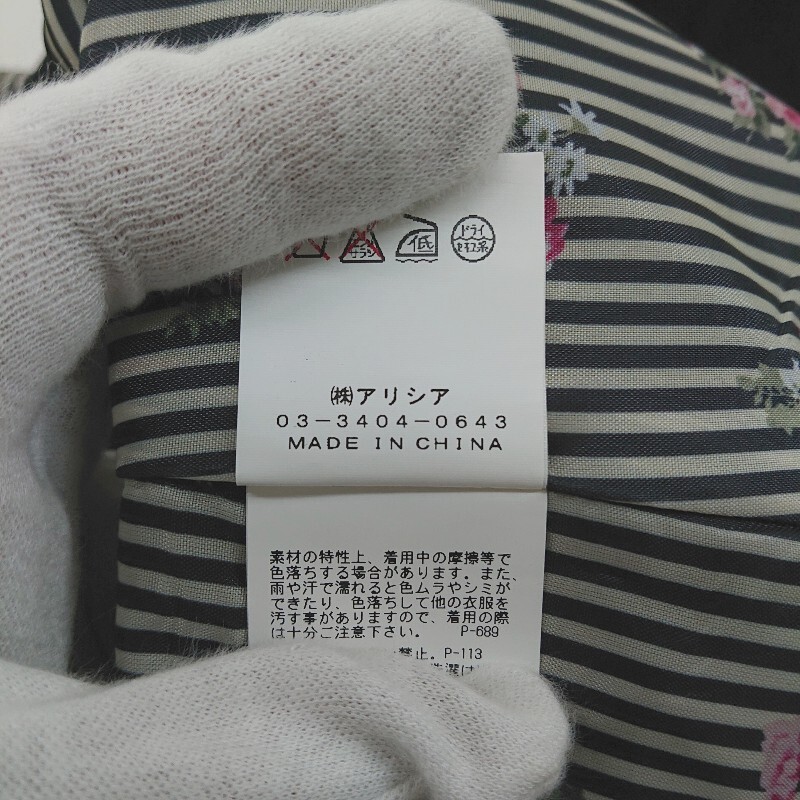 低
ドライ
セキユ系
㈱アリシア
03-3404-0643
MADE IN CHINA
素材の特性上、着用中の摩擦等で
色落ちする場合があります。また、
雨や汗で濡れると色ムラやシミが
できたり、色落ちして他の衣服を
汚す事がありますので、着用の際
は十分ご注意下さい。 P-689
禁止。P-113